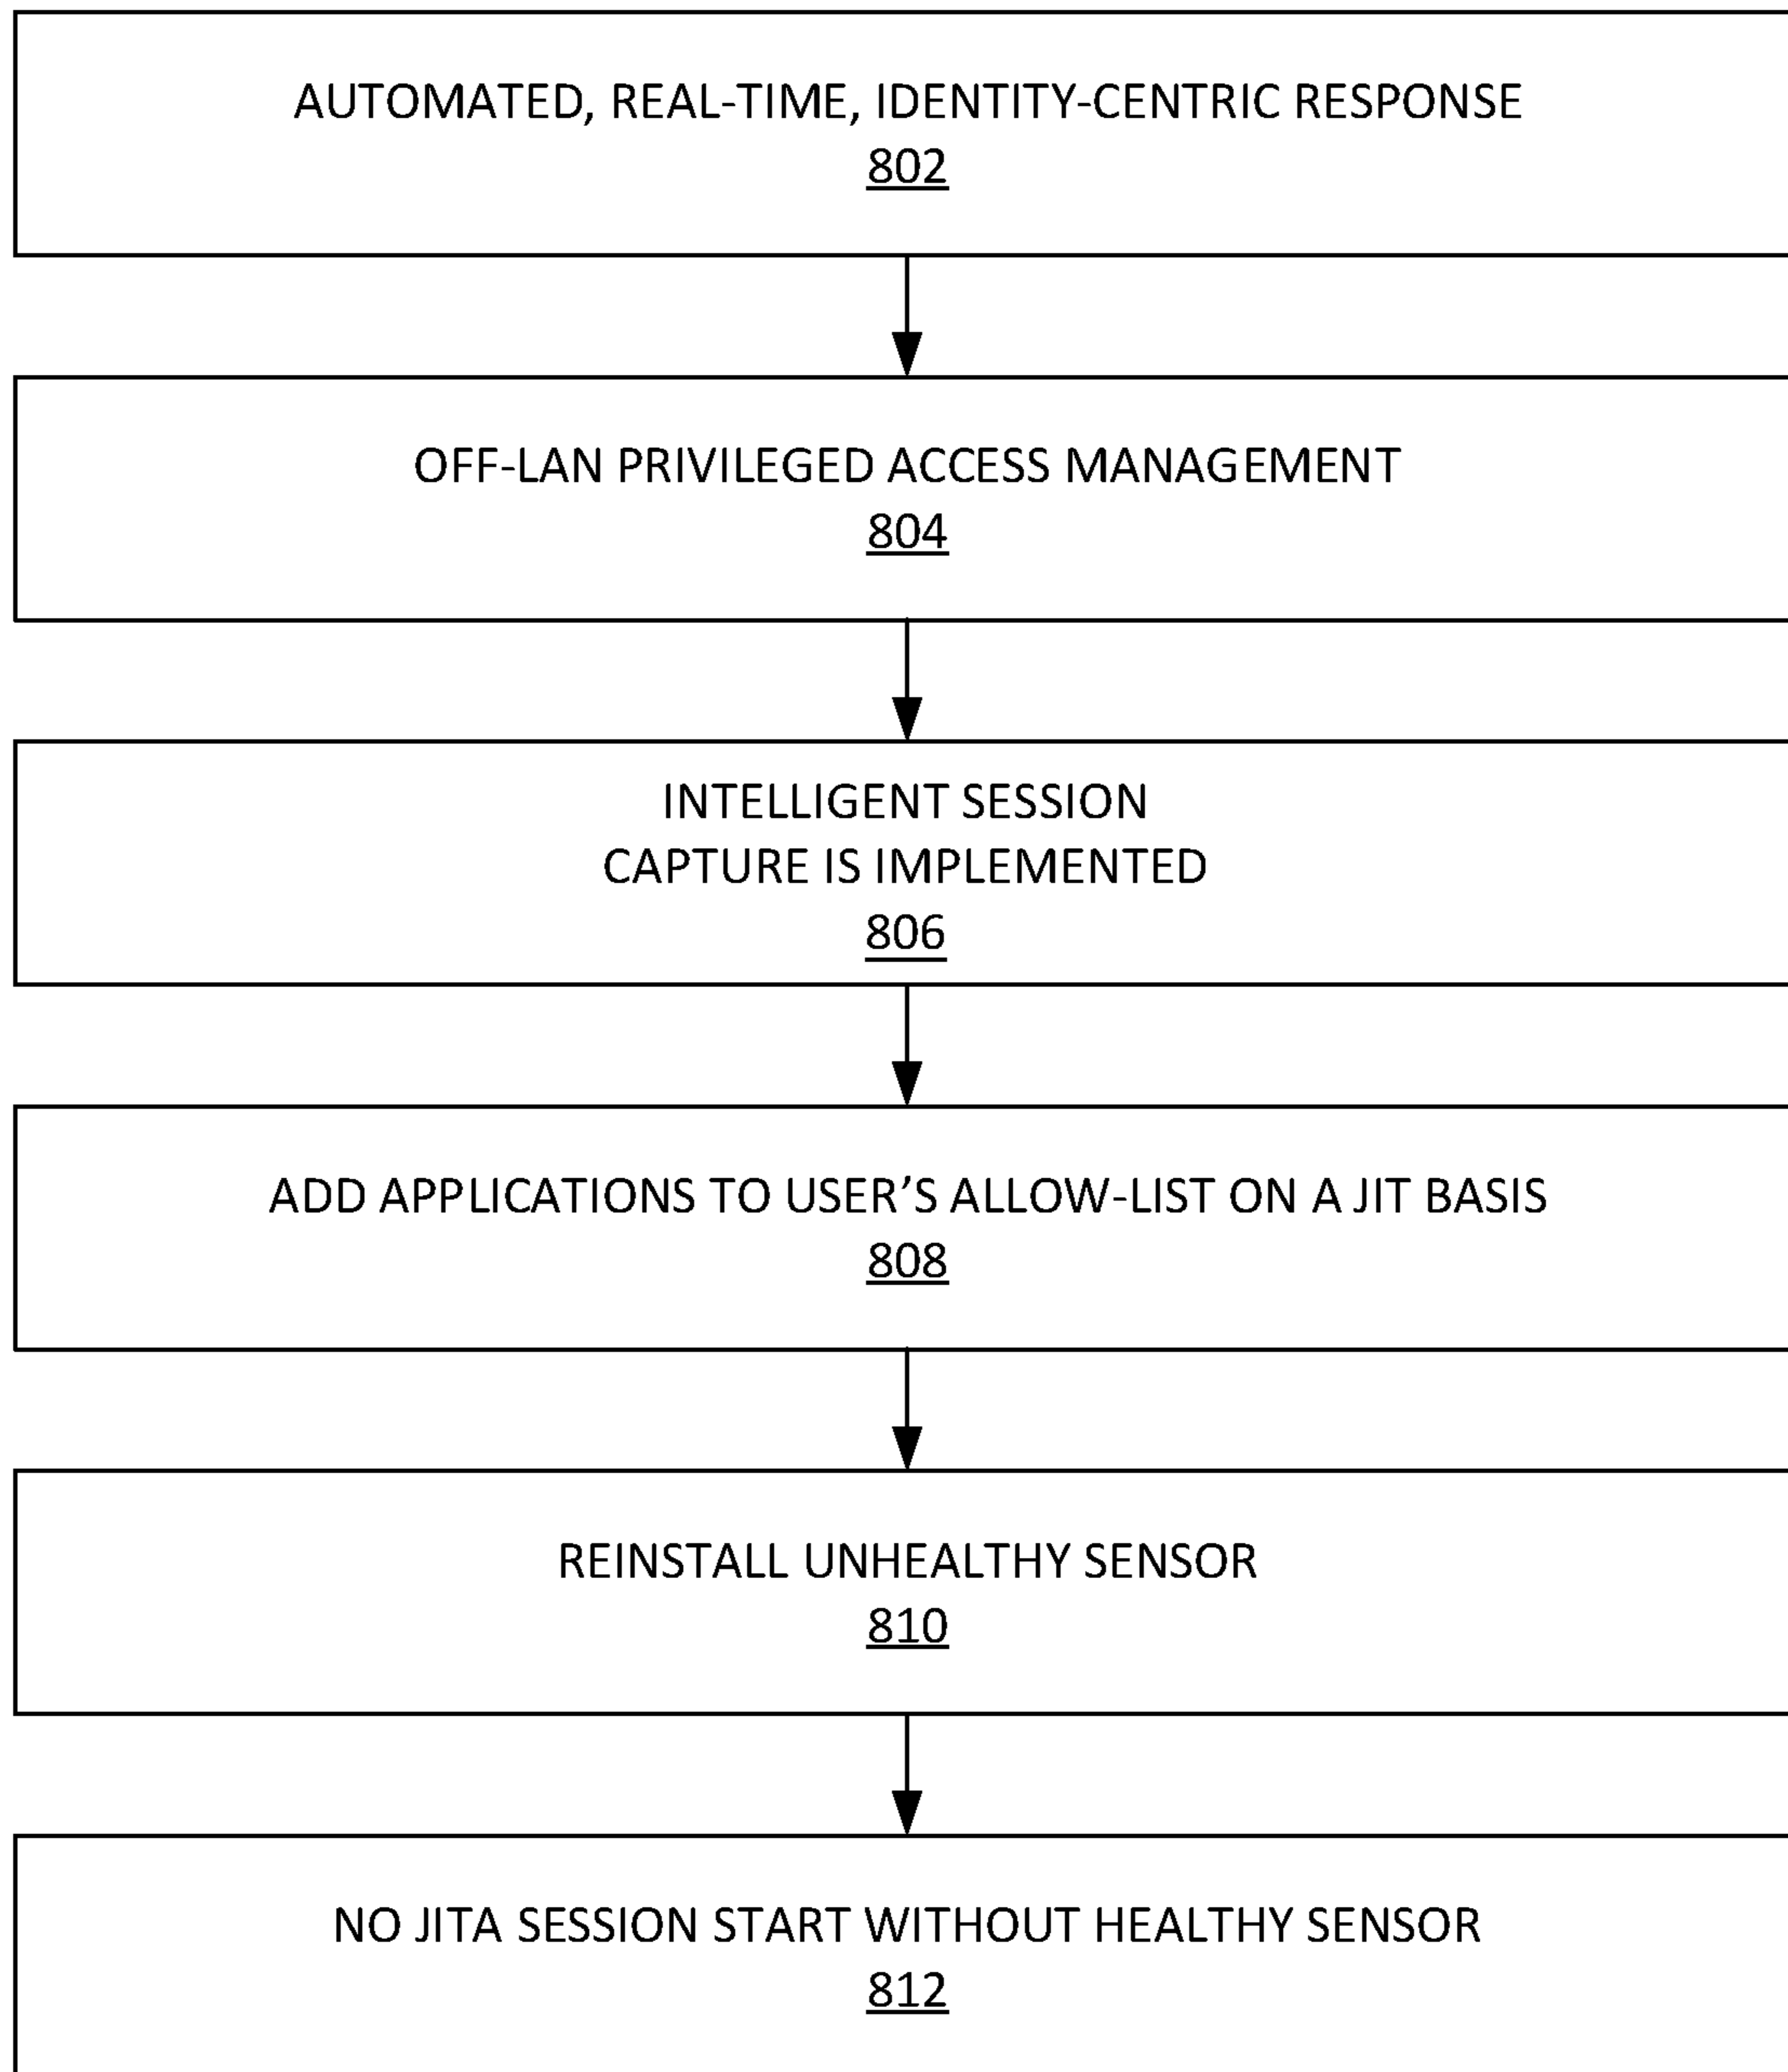 AUTOMATED, REAL-TIME, IDENTITY-CENTRIC RESPONSE
802
OFF-LAN PRIVILEGED ACCESS MANAGEMENT
804
INTELLIGENT SESSION
CAPTURE IS IMPLEMENTED
806
ADD APPLICATIONS TO USER’S ALLOW-LIST ON A JIT BASIS
808
REINSTALL UNHEALTHY SENSOR
810
NO JITA SESSION START WITHOUT HEALTHY SENSOR
812